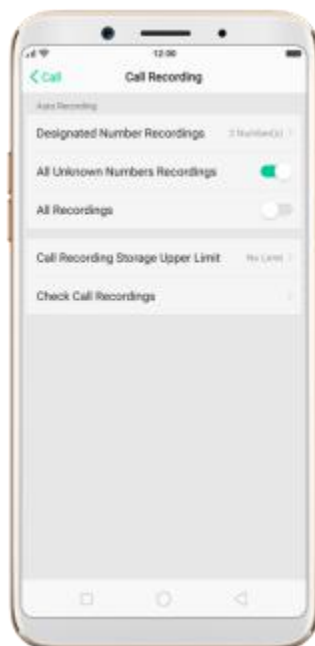 12:00
Call
Call Recording
Auto Recording
Designated Number Recordings
All Unknown Numbers Recordings
All Recordings
Call Recording Storage Upper Limit
No Limit
Check Call Recordings